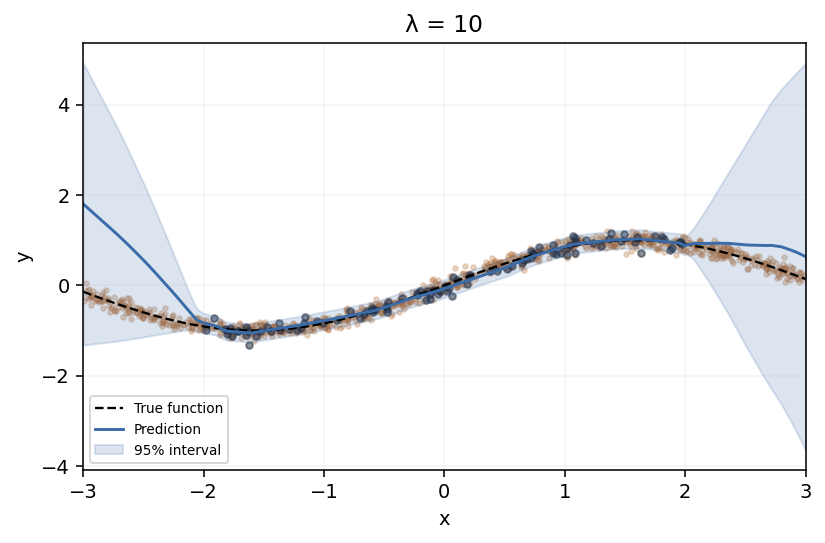 λ = 10
y
4
2
0
−2
−4
True function
Prediction
95% interval
−3 −2 −1 0 1 2 3
x